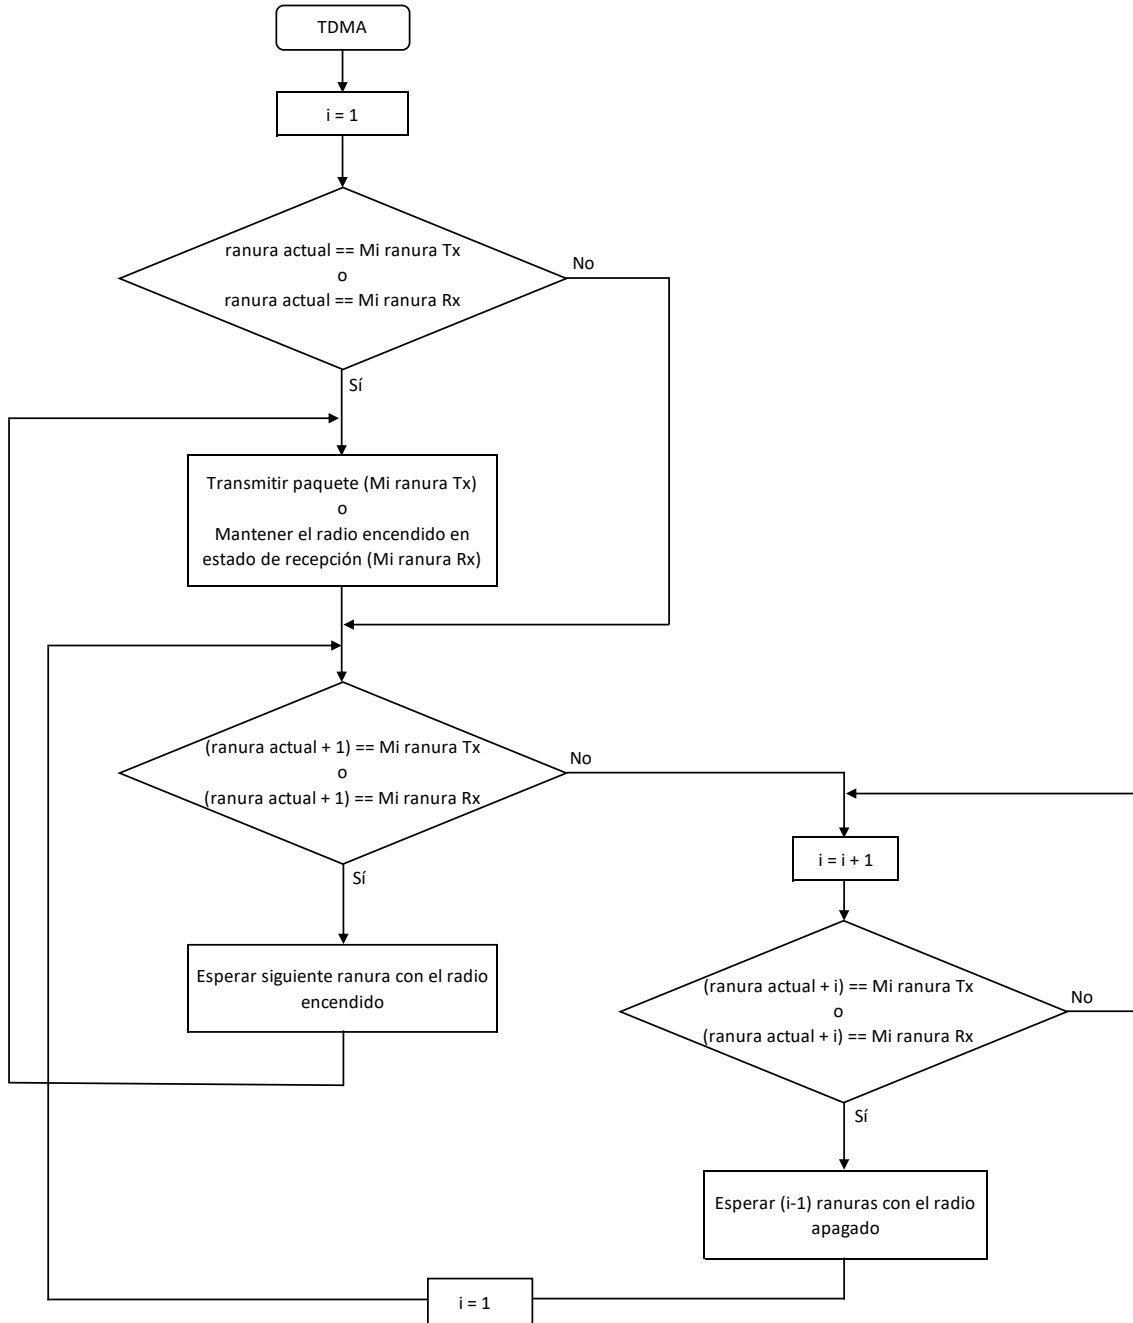 TDMA
i = 1
ranura actual == Mi ranura Tx
o
ranura actual == Mi ranura Rx
No
Sí
Transmitir paquete (Mi ranura Tx)
o
Mantener el radio encendido en
estado de recepción (Mi ranura Rx)
(ranura actual + 1) == Mi ranura Tx
o
(ranura actual + 1) == Mi ranura Rx
No
Sí
i = i + 1
Esperar siguiente ranura con el radio
encendido
(ranura actual + i) == Mi ranura Tx
o
(ranura actual + i) == Mi ranura Rx
No
Sí
Esperar (i-1) ranuras con el radio
apagado
i = 1